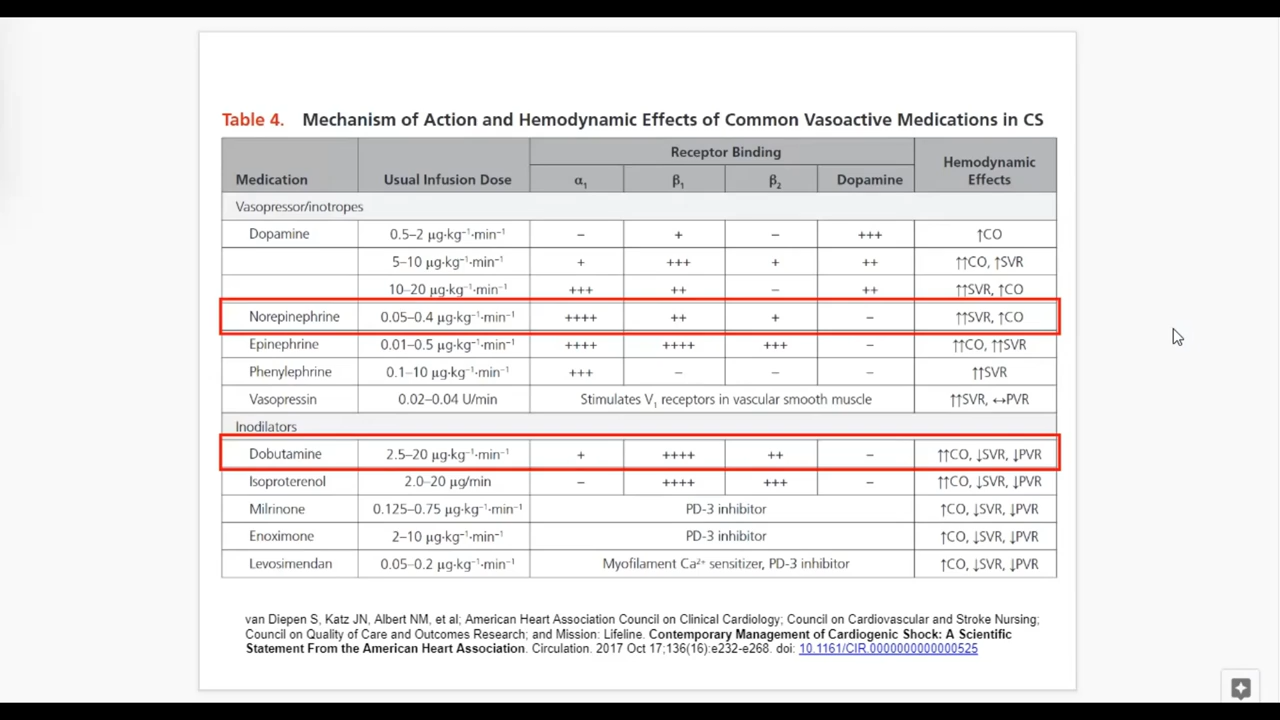 Table 4. Mechanism of Action and Hemodynamic Effects of Common Vasoactive Medications in CS
Receptor Binding
Medication Usual Infusion Dose α₁ β₁ β₂ Dopamine Hemodynamic Effects
Vasopressor/inotropes
Dopamine 0.5–2 μg·kg⁻¹·min⁻¹ – + – +++ ↑CO
5–10 μg·kg⁻¹·min⁻¹ + +++ + ++ ↑↑CO, ↑SVR
10–20 μg·kg⁻¹·min⁻¹ +++ ++ – ++ ↑↑SVR, ↑CO
Norepinephrine 0.05–0.4 μg·kg⁻¹·min⁻¹ ++++ ++ + – ↑↑SVR, ↑CO
Epinephrine 0.01–0.5 μg·kg⁻¹·min⁻¹ ++++ ++++ +++ – ↑↑CO, ↑↑SVR
Phenylephrine 0.1–10 μg·kg⁻¹·min⁻¹ +++ – – – ↑↑SVR
Vasopressin 0.02–0.04 U/min Stimulates V₁ receptors in vascular smooth muscle ↑↑SVR, ↔PVR
Inodilators
Dobutamine 2.5–20 μg·kg⁻¹·min⁻¹ + ++++ ++ – ↑↑CO, ↓SVR, ↓PVR
Isoproterenol 2.0–20 μg/min – ++++ +++ – ↑↑CO, ↓SVR, ↓PVR
Milrinone 0.125–0.75 μg·kg⁻¹·min⁻¹ PD-3 inhibitor ↑CO, ↓SVR, ↓PVR
Enoximone 2–10 μg·kg⁻¹·min⁻¹ PD-3 inhibitor ↑CO, ↓SVR, ↓PVR
Levosimendan 0.05–0.2 μg·kg⁻¹·min⁻¹ Myofilament Ca²⁺ sensitizer, PD-3 inhibitor ↑CO, ↓SVR, ↓PVR
van Diepen S, Katz JN, Albert NM, et al; American Heart Association Council on Clinical Cardiology; Council on Cardiovascular and Stroke Nursing;
Council on Quality of Care and Outcomes Research; and Mission: Lifeline. Contemporary Management of Cardiogenic Shock: A Scientific
Statement From the American Heart Association. Circulation. 2017 Oct 17;136(16):e232-e268. doi: 10.1161/CIR.0000000000000525